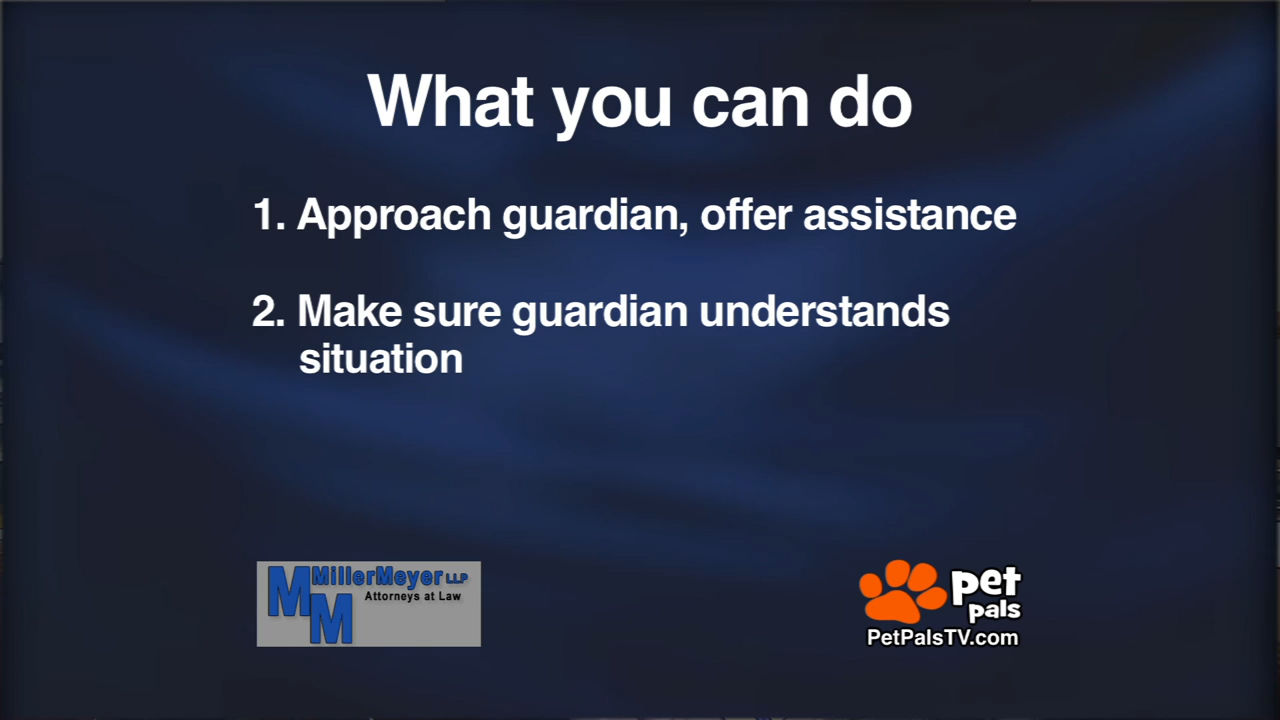 What you can do
1. Approach guardian, offer assistance
2. Make sure guardian understands
situation
MM
MillerMeyer LLP
Attorneys at Law
pet
pals
PetPalsTV.com